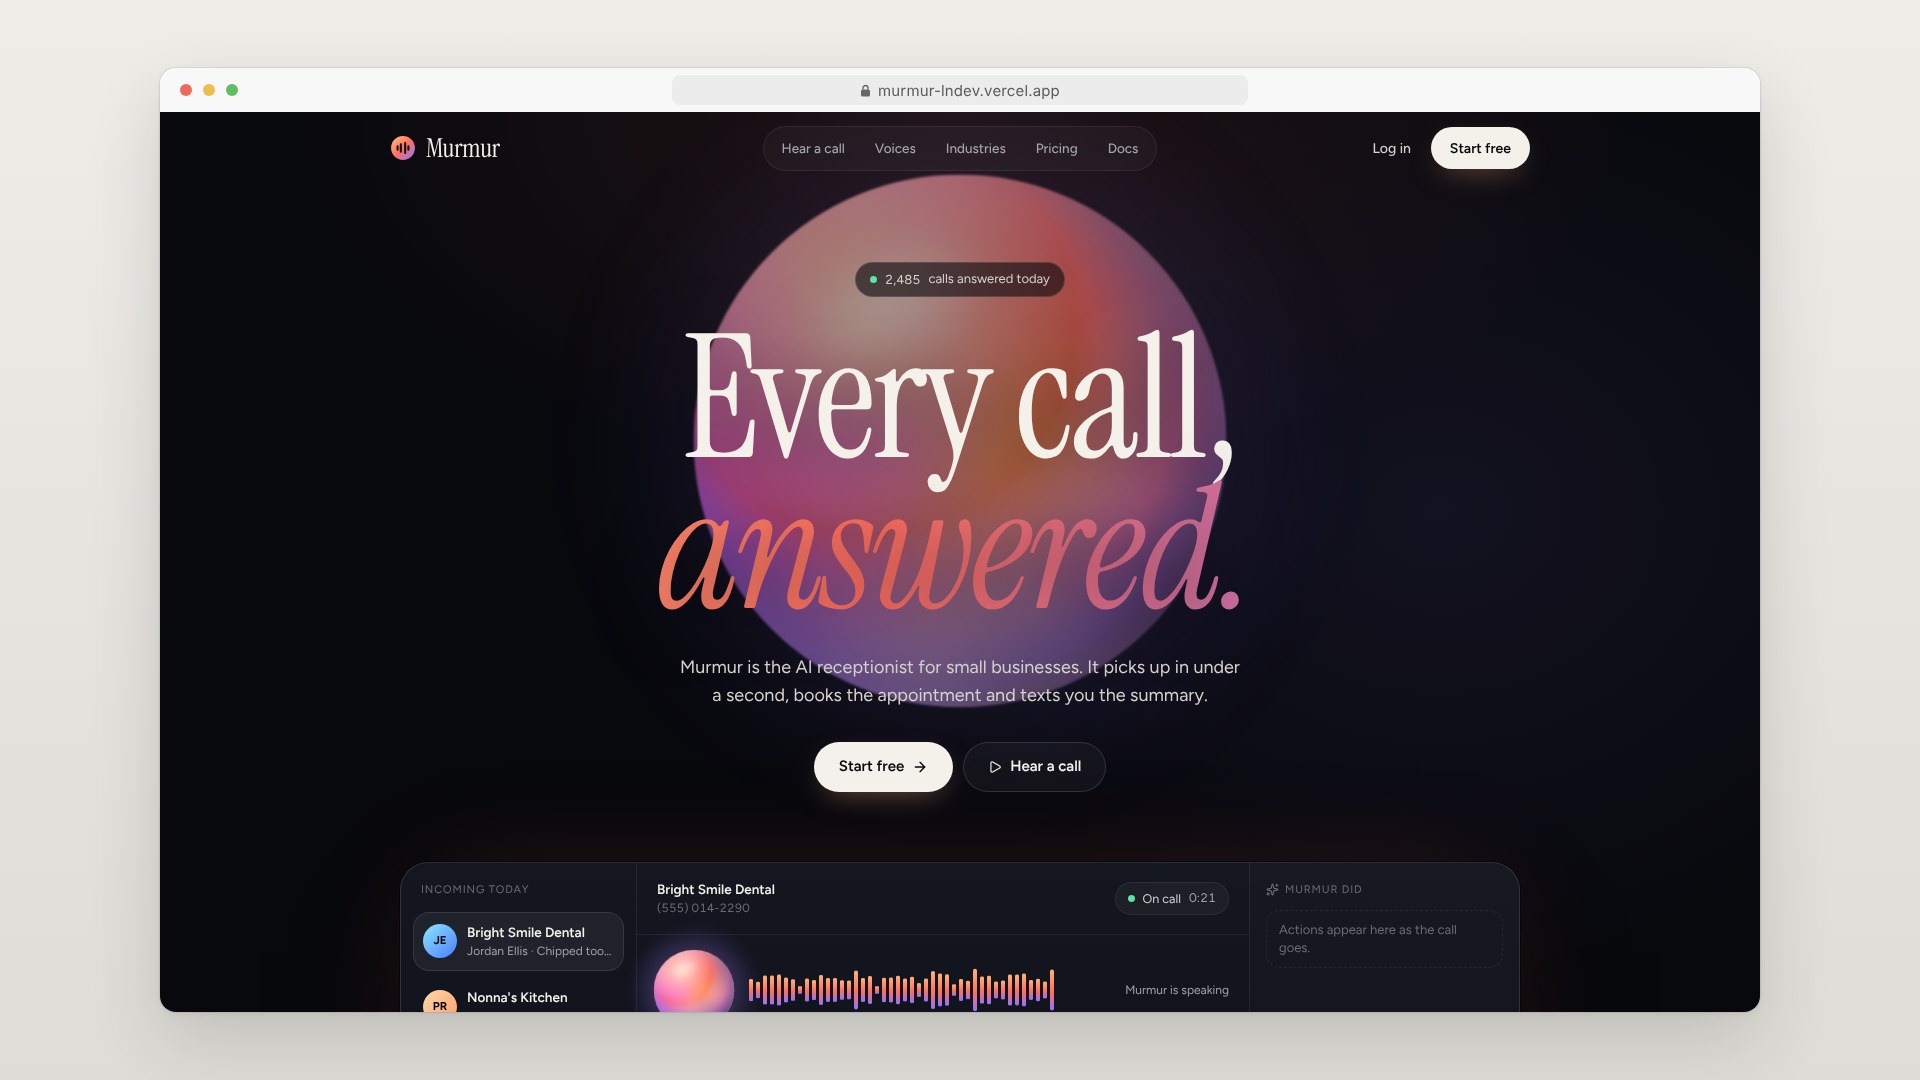 murmur-lndev.vercel.app
Murmur
Hear a call Voices Industries Pricing Docs
Log in
Start free
2,485 calls answered today
Every call,
answered.
Murmur is the AI receptionist for small businesses. It picks up in under
a second, books the appointment and texts you the summary.
Start free
Hear a call
INCOMING TODAY
JE
Bright Smile Dental
Jordan Ellis · Chipped too...
PR
Nonna's Kitchen
Bright Smile Dental
(555) 014-2290
On call 0:21
Murmur is speaking
MURMUR DID
Actions appear here as the call
goes.